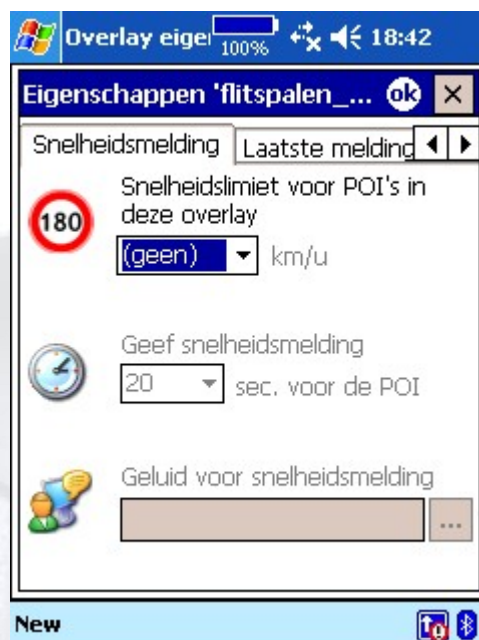 Overlay eiger 100% 18:42
Eigenschappen 'flitspalen_... ok
Snelheidsmelding Laatste melding
180
Snelheidslimiet voor POI's in
deze overlay
(geen) km/u
Geef snelheidsmelding
20 sec. voor de POI
Geluid voor snelheidsmelding
...
New